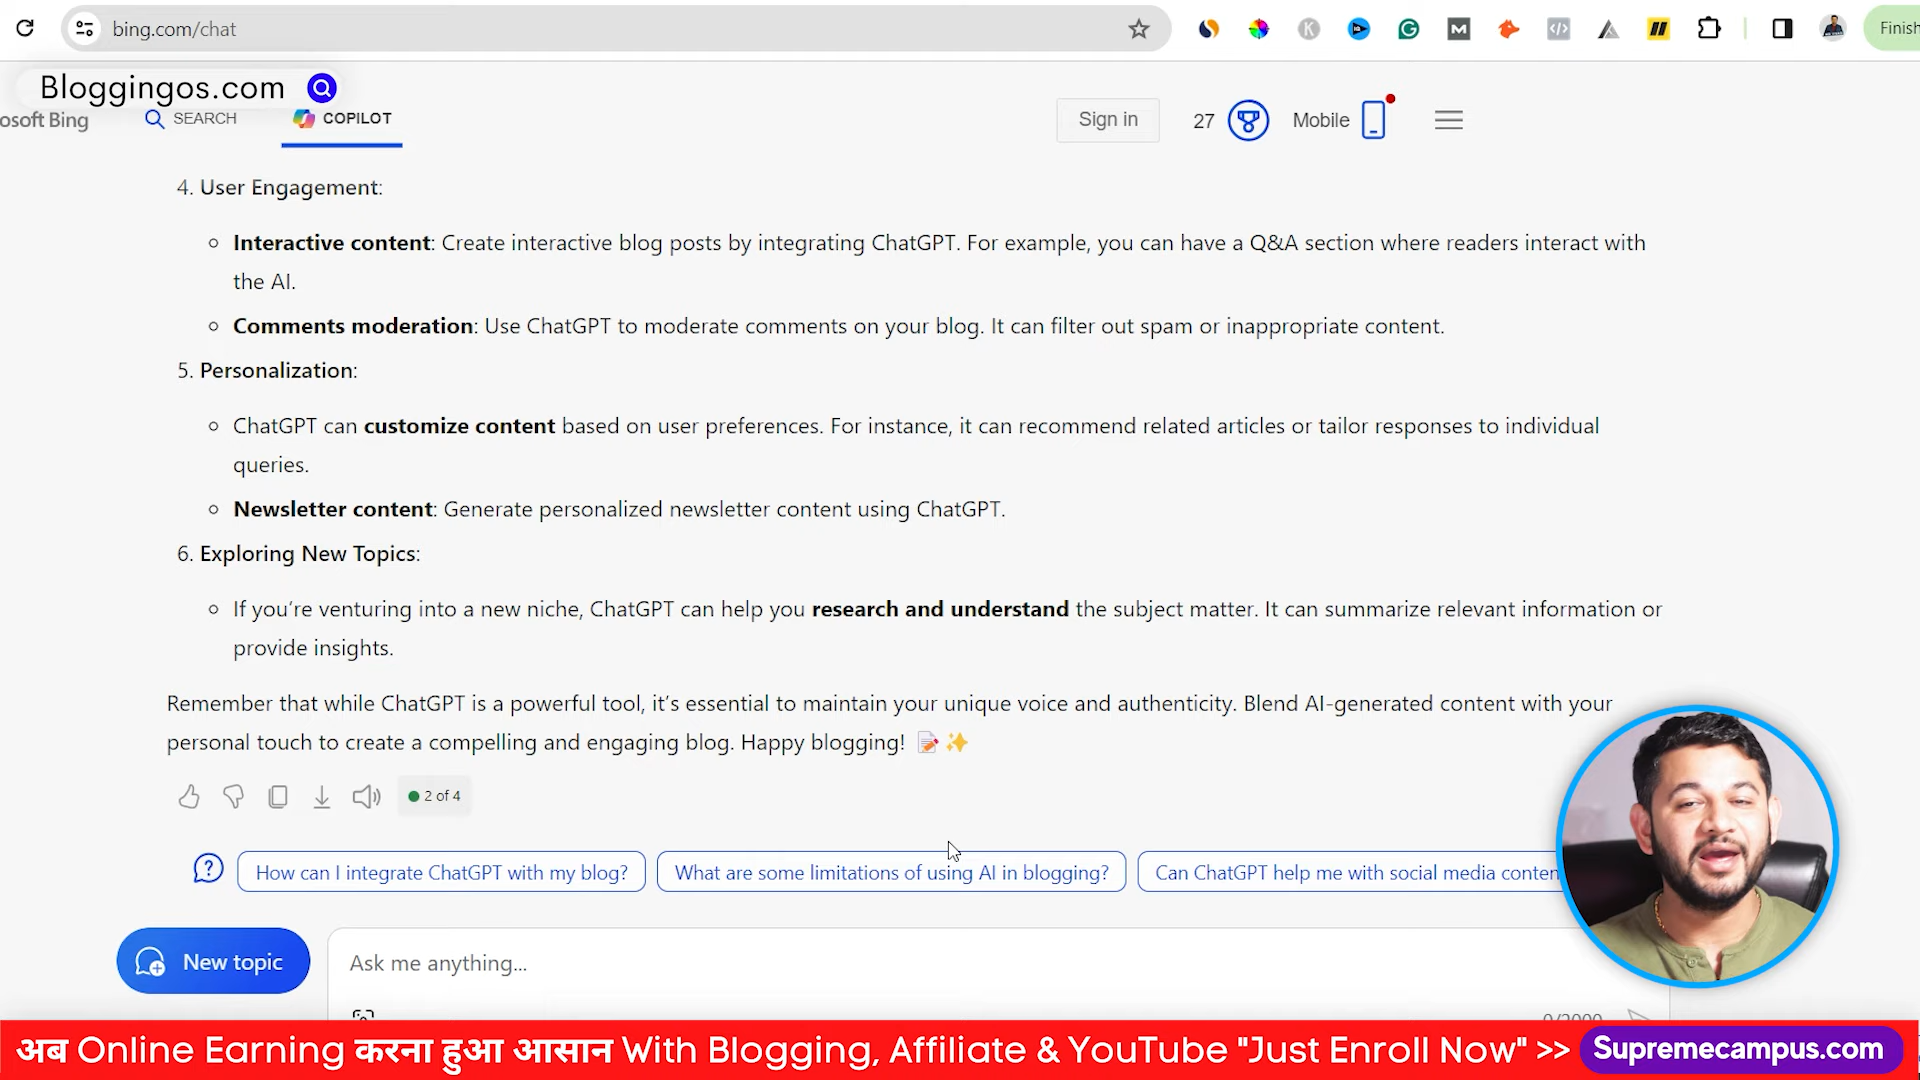 bing.com/chat
Finish
Bloggingos.com
osoft Bing
SEARCH
COPILOT
Sign in
27
Mobile
4. User Engagement:
Interactive content: Create interactive blog posts by integrating ChatGPT. For example, you can have a Q&A section where readers interact with
the AI.
Comments moderation: Use ChatGPT to moderate comments on your blog. It can filter out spam or inappropriate content.
5. Personalization:
ChatGPT can customize content based on user preferences. For instance, it can recommend related articles or tailor responses to individual
queries.
Newsletter content: Generate personalized newsletter content using ChatGPT.
6. Exploring New Topics:
If you’re venturing into a new niche, ChatGPT can help you research and understand the subject matter. It can summarize relevant information or
provide insights.
Remember that while ChatGPT is a powerful tool, it’s essential to maintain your unique voice and authenticity. Blend AI-generated content with your
personal touch to create a compelling and engaging blog. Happy blogging!
2 of 4
How can I integrate ChatGPT with my blog?
What are some limitations of using AI in blogging?
Can ChatGPT help me with social media conten
New topic
Ask me anything...
0/2000
अब Online Earning करना हुआ आसान With Blogging, Affiliate & YouTube "Just Enroll Now" >> Supremecampus.com